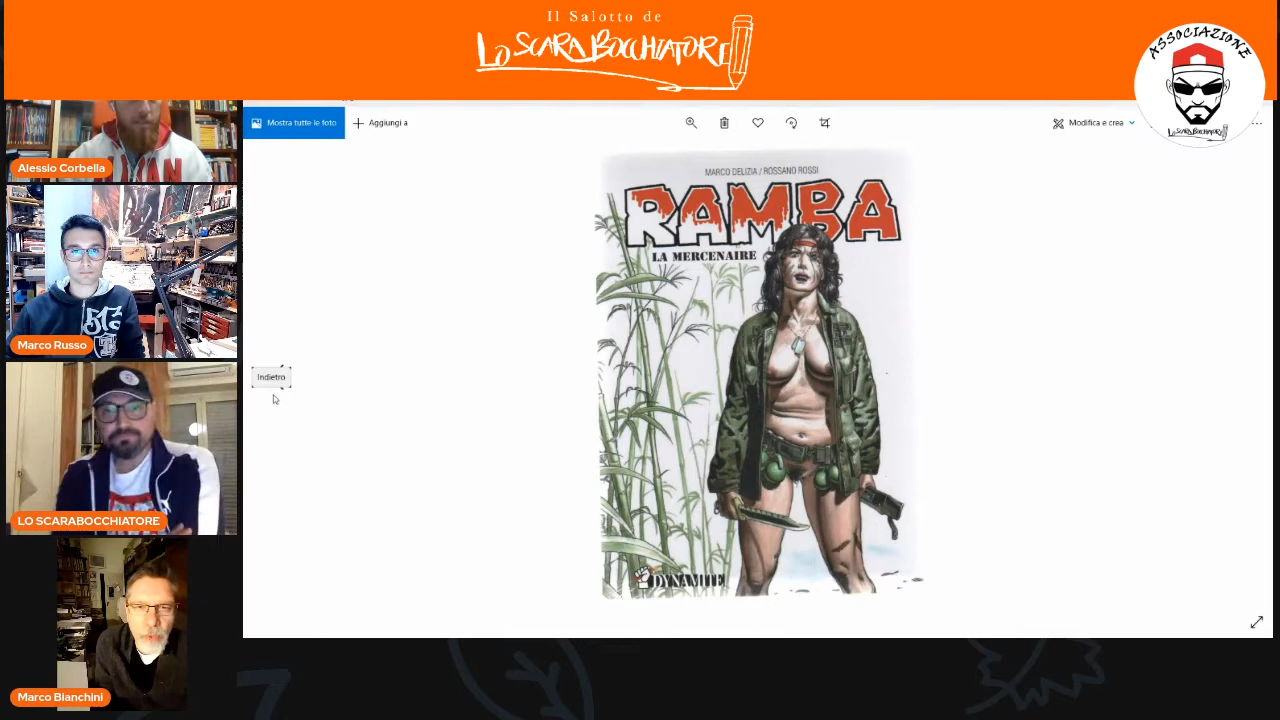 Il Salotto de
LO SCARABOCCHIATORE
ASSOCIAZIONE
LO SCARABOCCHIATORE
Mostra tutte le foto
Aggiungi a
Modifica e crea
Alessio Corbella
Marco Russo
LO SCARABOCCHIATORE
Marco Bianchini
Indietro
MARCO DELIZIA / ROSSANO ROSSI
RAMBA
LA MERCENAIRE
DYNAMITE